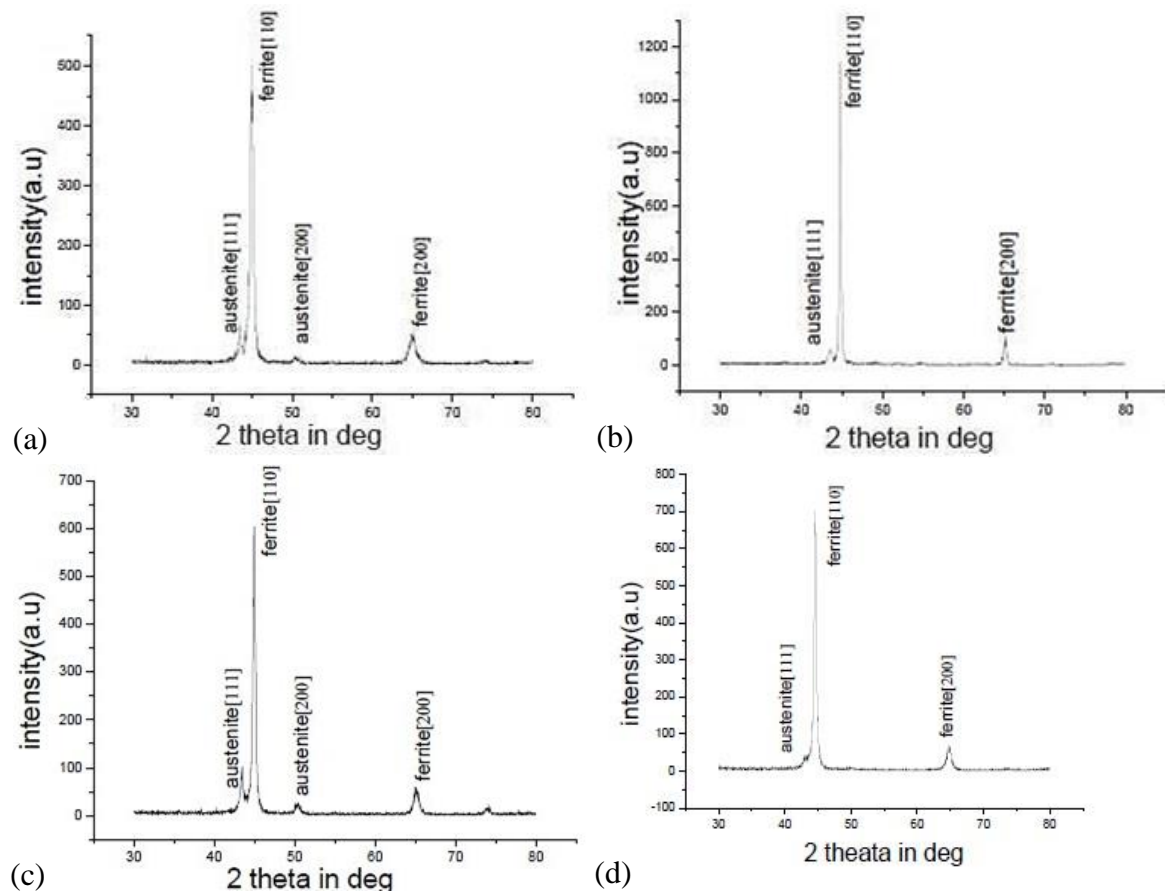 500
400
300
200
100
0
intensity(a.u)
austenite[111]
ferrite[110]
austenite[200]
ferrite[200]
30 40 50 60 70 80
2 theta in deg
(a)
1200
1000
800
600
400
200
0
-100
intensity(a.u)
austenite[111]
ferrite[110]
ferrite[200]
30 40 50 60 70 80
2 theta in deg
(b)
700
600
500
400
300
200
100
0
intensity(a.u)
austenite[111]
ferrite[110]
austenite[200]
ferrite[200]
30 40 50 60 70 80
2 theta in deg
(c)
800
700
600
500
400
300
200
100
0
-100
intensity(a.u)
austenite[111]
ferrite[110]
ferrite[200]
30 40 50 60 70 80
2 theata in deg
(d)